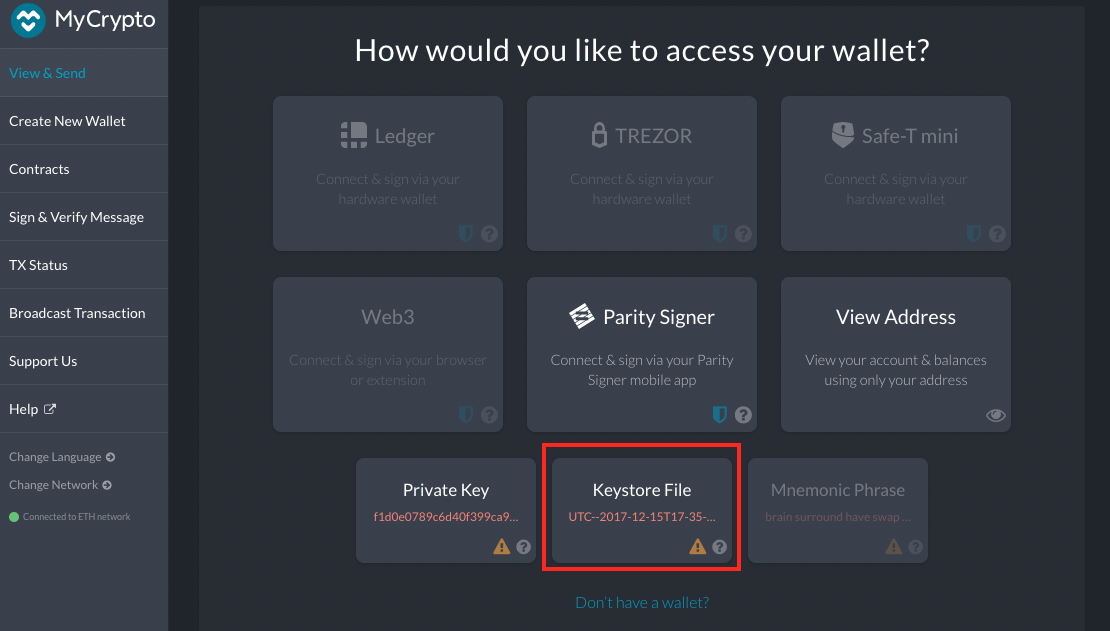 MyCrypto
View & Send
Create New Wallet
Contracts
Sign & Verify Message
TX Status
Broadcast Transaction
Support Us
Help
Change Language
Change Network
Connected to ETH network
How would you like to access your wallet?
Ledger
Connect & sign via your
hardware wallet
TREZOR
Connect & sign via your
hardware wallet
Safe-T mini
Connect & sign via your
hardware wallet
Web3
Connect & sign via your browser
or extension
Parity Signer
Connect & sign via your Parity
Signer mobile app
View Address
View your account & balances
using only your address
Private Key
f1d0e0789c6d40f399ca9...
Keystore File
UTC--2017-12-15T17-35-...
Mnemonic Phrase
brain surround have swap ...
Don't have a wallet?